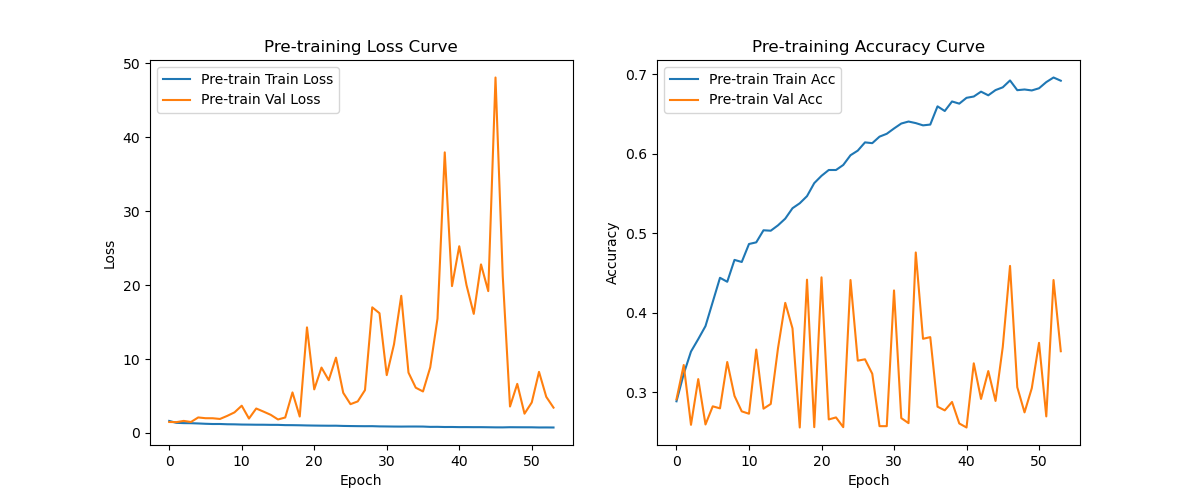 Pre-training Loss Curve
Pre-train Train Loss
Pre-train Val Loss
50
40
30
20
10
0
Loss
0 10 20 30 40 50
Epoch
Pre-training Accuracy Curve
Pre-train Train Acc
Pre-train Val Acc
0.7
0.6
0.5
0.4
0.3
Accuracy
0 10 20 30 40 50
Epoch